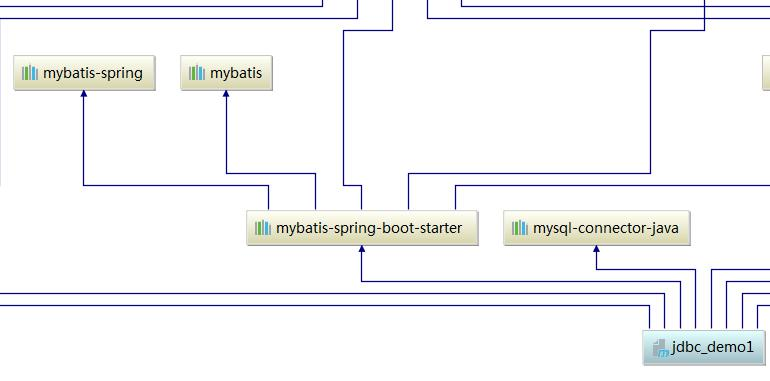 mybatis-spring
mybatis
mybatis-spring-boot-starter
mysql-connector-java
jdbc_demo1